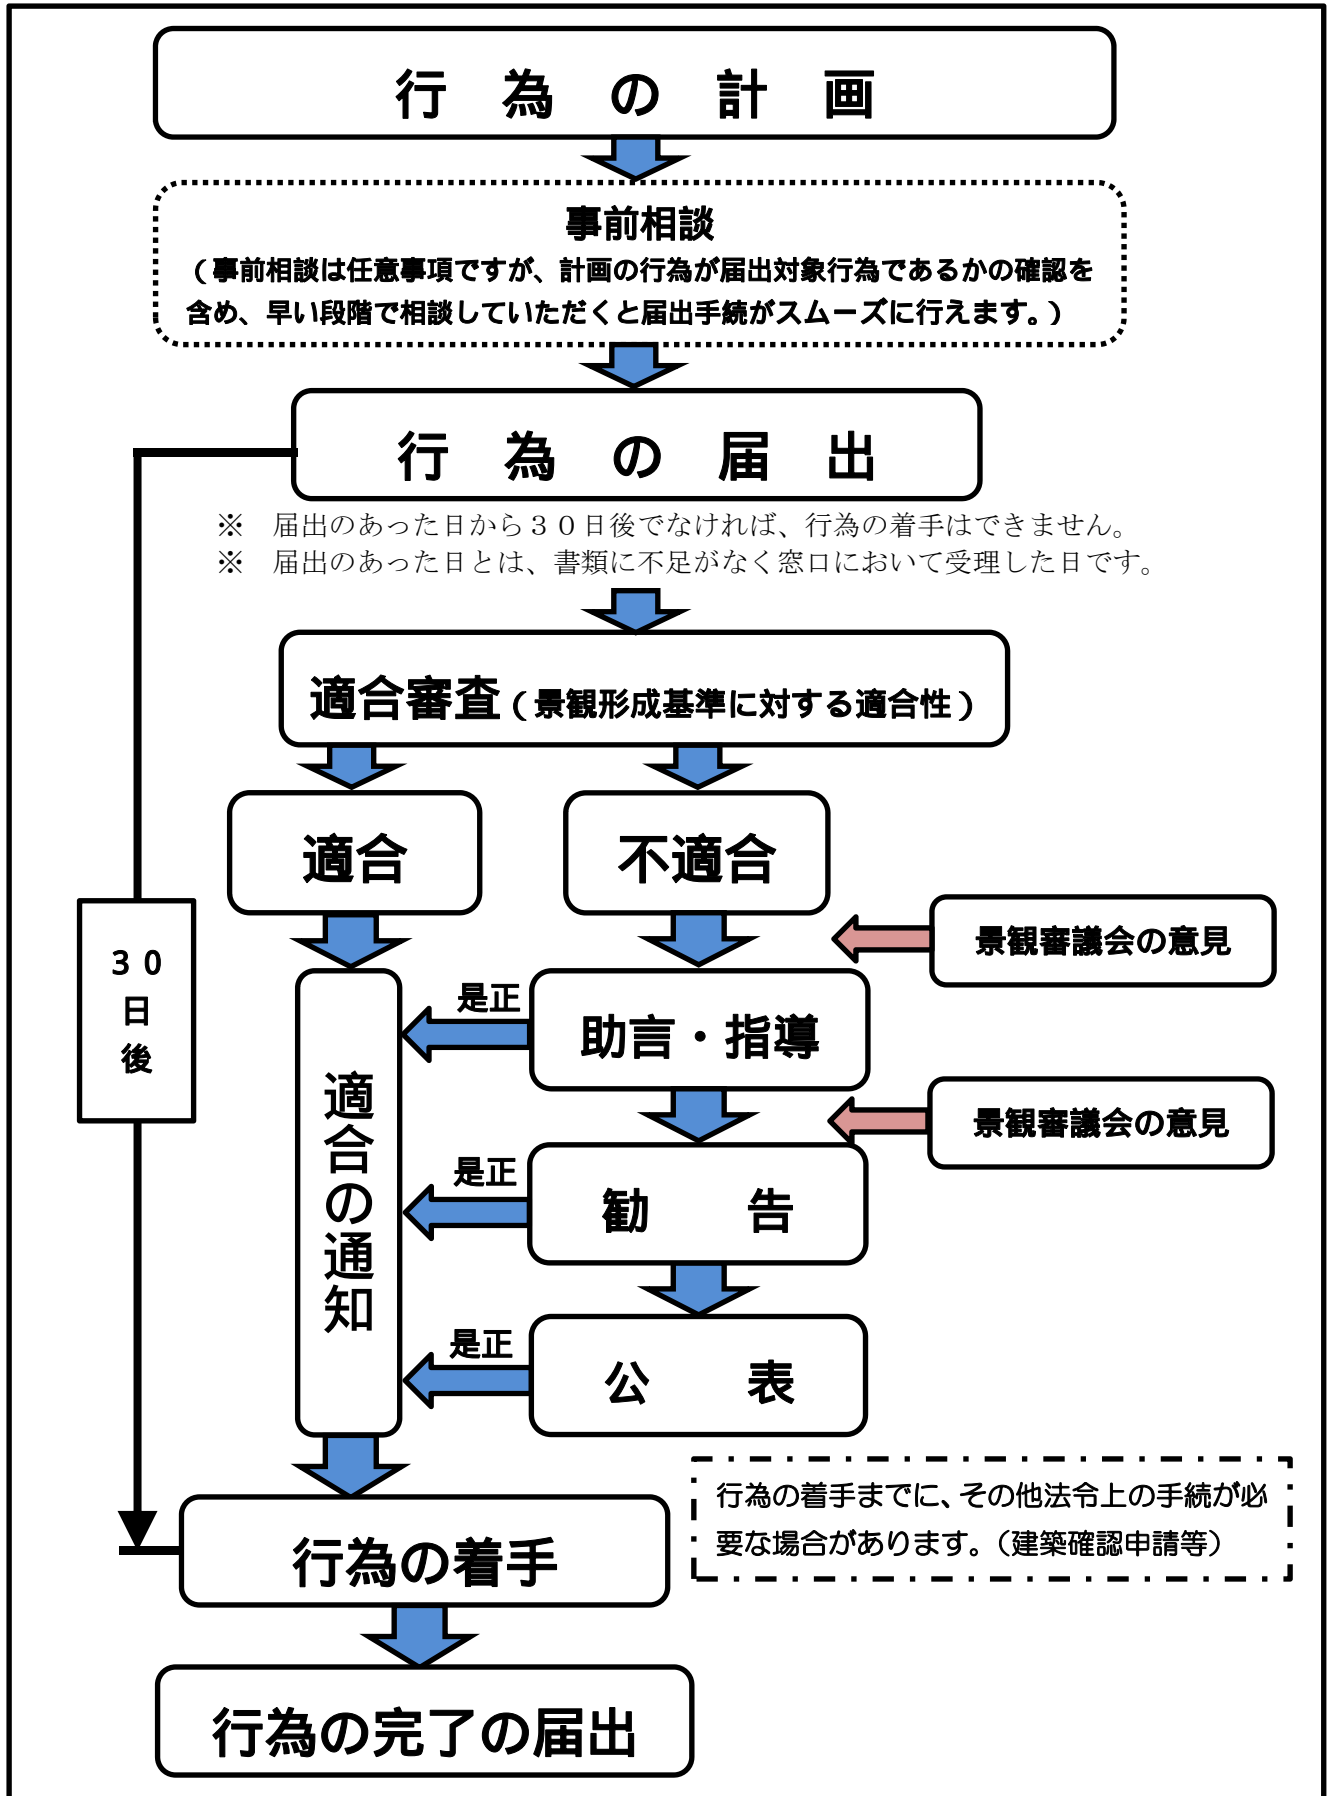 行為の計画
事前相談
（事前相談は任意事項ですが、計画の行為が届出対象行為であるかの確認を
含め、早い段階で相談していただくと届出手続がスムーズに行えます。）
行為の届出
※　届出のあった日から３０日後でなければ、行為の着手はできません。
※　届出のあった日とは、書類に不足がなく窓口において受理した日です。
適合審査（景観形成基準に対する適合性）
適合
不適合
景観審議会の意見
３０
日
後
是正
助言・指導
景観審議会の意見
適合の通知
是正
勧　告
是正
公　表
行為の着手までに、その他法令上の手続が必
要な場合があります。（建築確認申請等）
行為の着手
行為の完了の届出